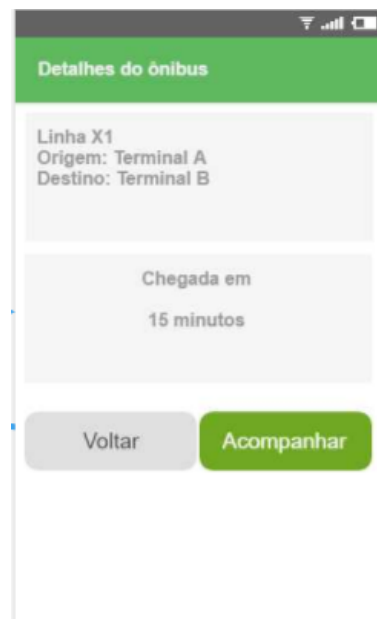 Detalhes do ônibus
Linha X1
Origem: Terminal A
Destino: Terminal B
Chegada em
15 minutos
Voltar
Acompanhar